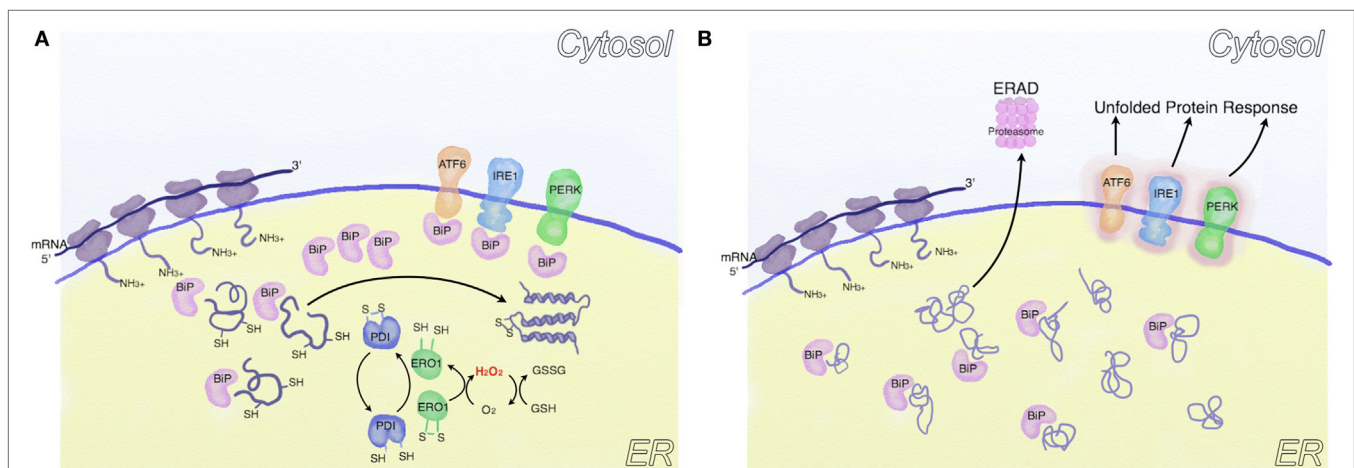 A
Cytosol
3'
ATF6
IRE1
PERK
BiP
BiP
BiP
BiP
BiP
BiP
mRNA
5'
NH3+
NH3+
NH3+
NH3+
BiP
BiP
SH
SH
SH
S
S
S S
PDI
SH SH
ERO1
H2O2
GSSG
BiP
SH
SH
ERO1
O2
GSH
PDI
S
S
SH
SH
ER
B
Cytosol
ERAD
Proteasome
Unfolded Protein Response
3'
ATF6
IRE1
PERK
mRNA
5'
NH3+
NH3+
NH3+
NH3+
BiP
BiP
BiP
BiP
BiP
BiP
ER